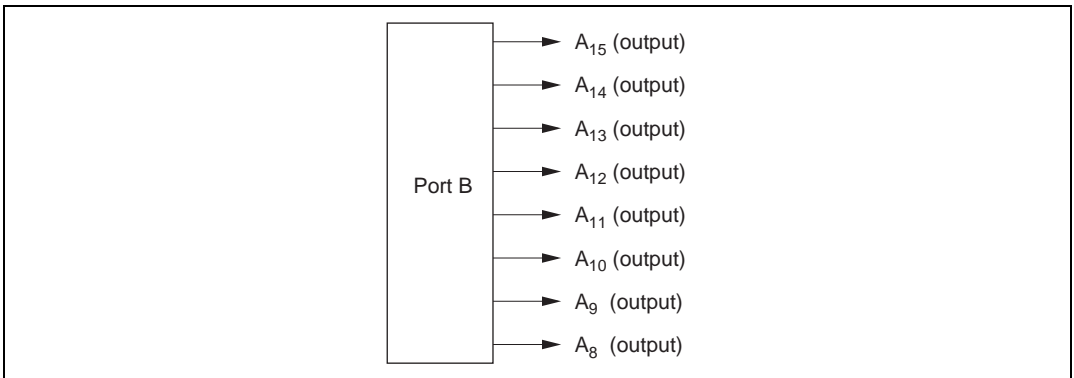 A15 (output)
A14 (output)
A13 (output)
A12 (output)
Port B
A11 (output)
A10 (output)
A9 (output)
A8 (output)